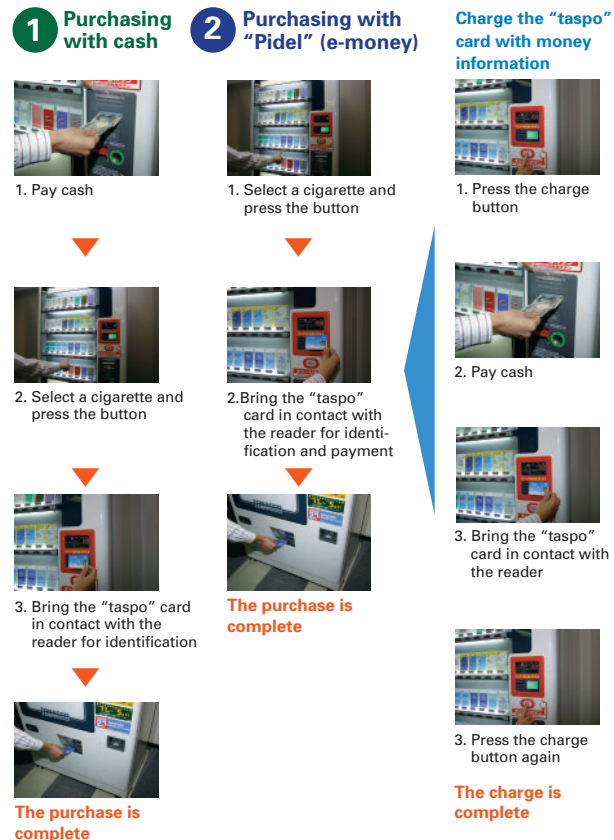 1
Purchasing
with cash
1. Pay cash
2. Select a cigarette and
press the button
3. Bring the “taspo” card
in contact with the
reader for identification
The purchase is
complete
2
Purchasing with
“Pidel” (e-money)
1. Select a cigarette and
press the button
2.Bring the “taspo”
card in contact with
the reader for identi-
fication and payment
The purchase is
complete
Charge the “taspo”
card with money
information
1. Press the charge
button
2. Pay cash
3. Bring the “taspo”
card in contact with
the reader
3. Press the charge
button again
The charge is
complete